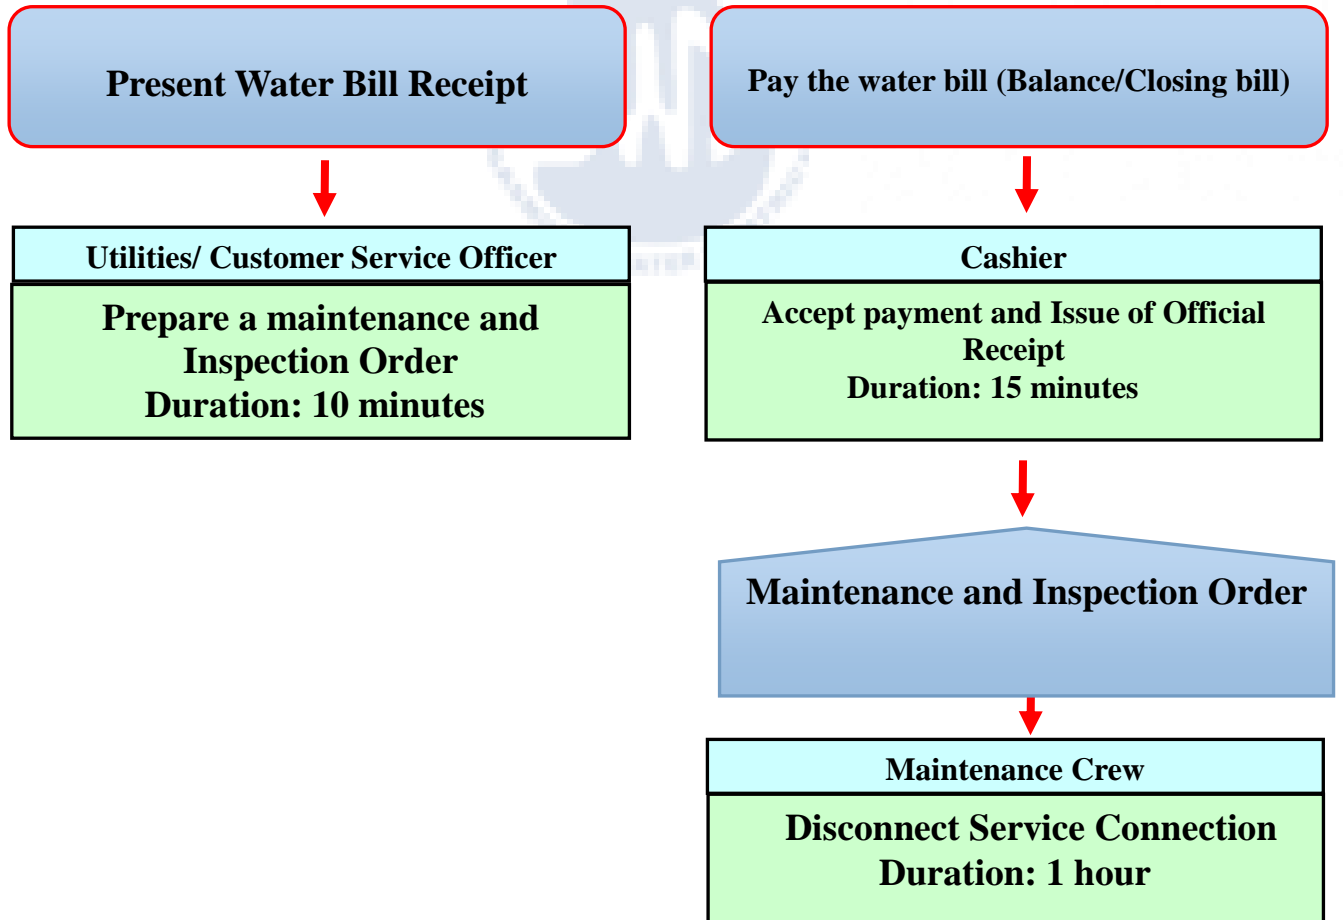 Present Water Bill Receipt
Utilities/ Customer Service Officer
Prepare a maintenance and
Inspection Order
Duration: 10 minutes
Pay the water bill (Balance/Closing bill)
Cashier
Accept payment and Issue of Official
Receipt
Duration: 15 minutes
Maintenance and Inspection Order
Maintenance Crew
Disconnect Service Connection
Duration: 1 hour